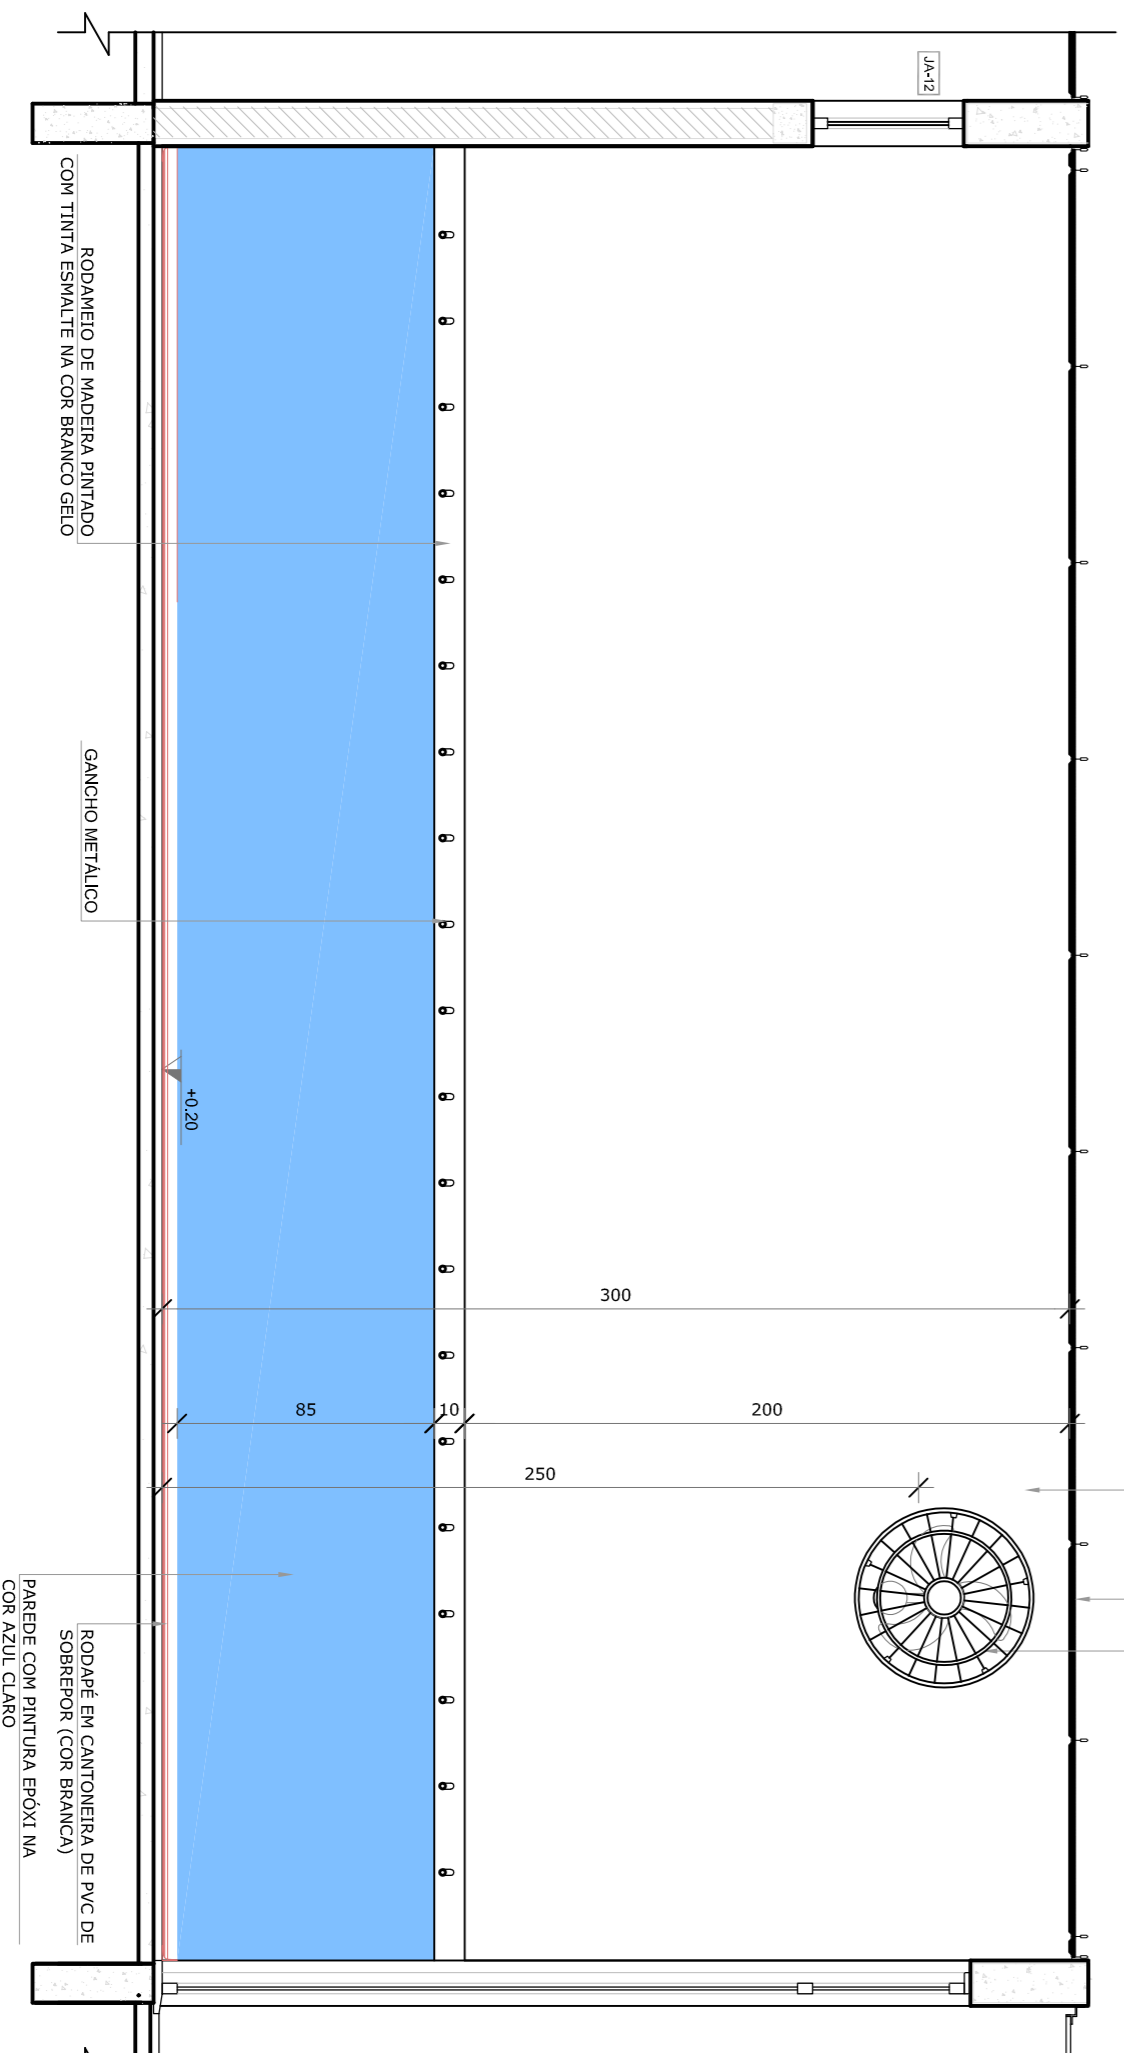 JA-12
RODAMEIO DE MADEIRA PINTADO
COM TINTA ESMALTE NA COR BRANCO GELO
GANCHO METÁLICO
+0.20
300
85
10
200
250
RODAPÉ EM CANTONEIRA DE PVC DE
SOBREPOR (COR BRANCA)
PAREDE COM PINTURA EPÓXI NA
COR AZUL CLARO